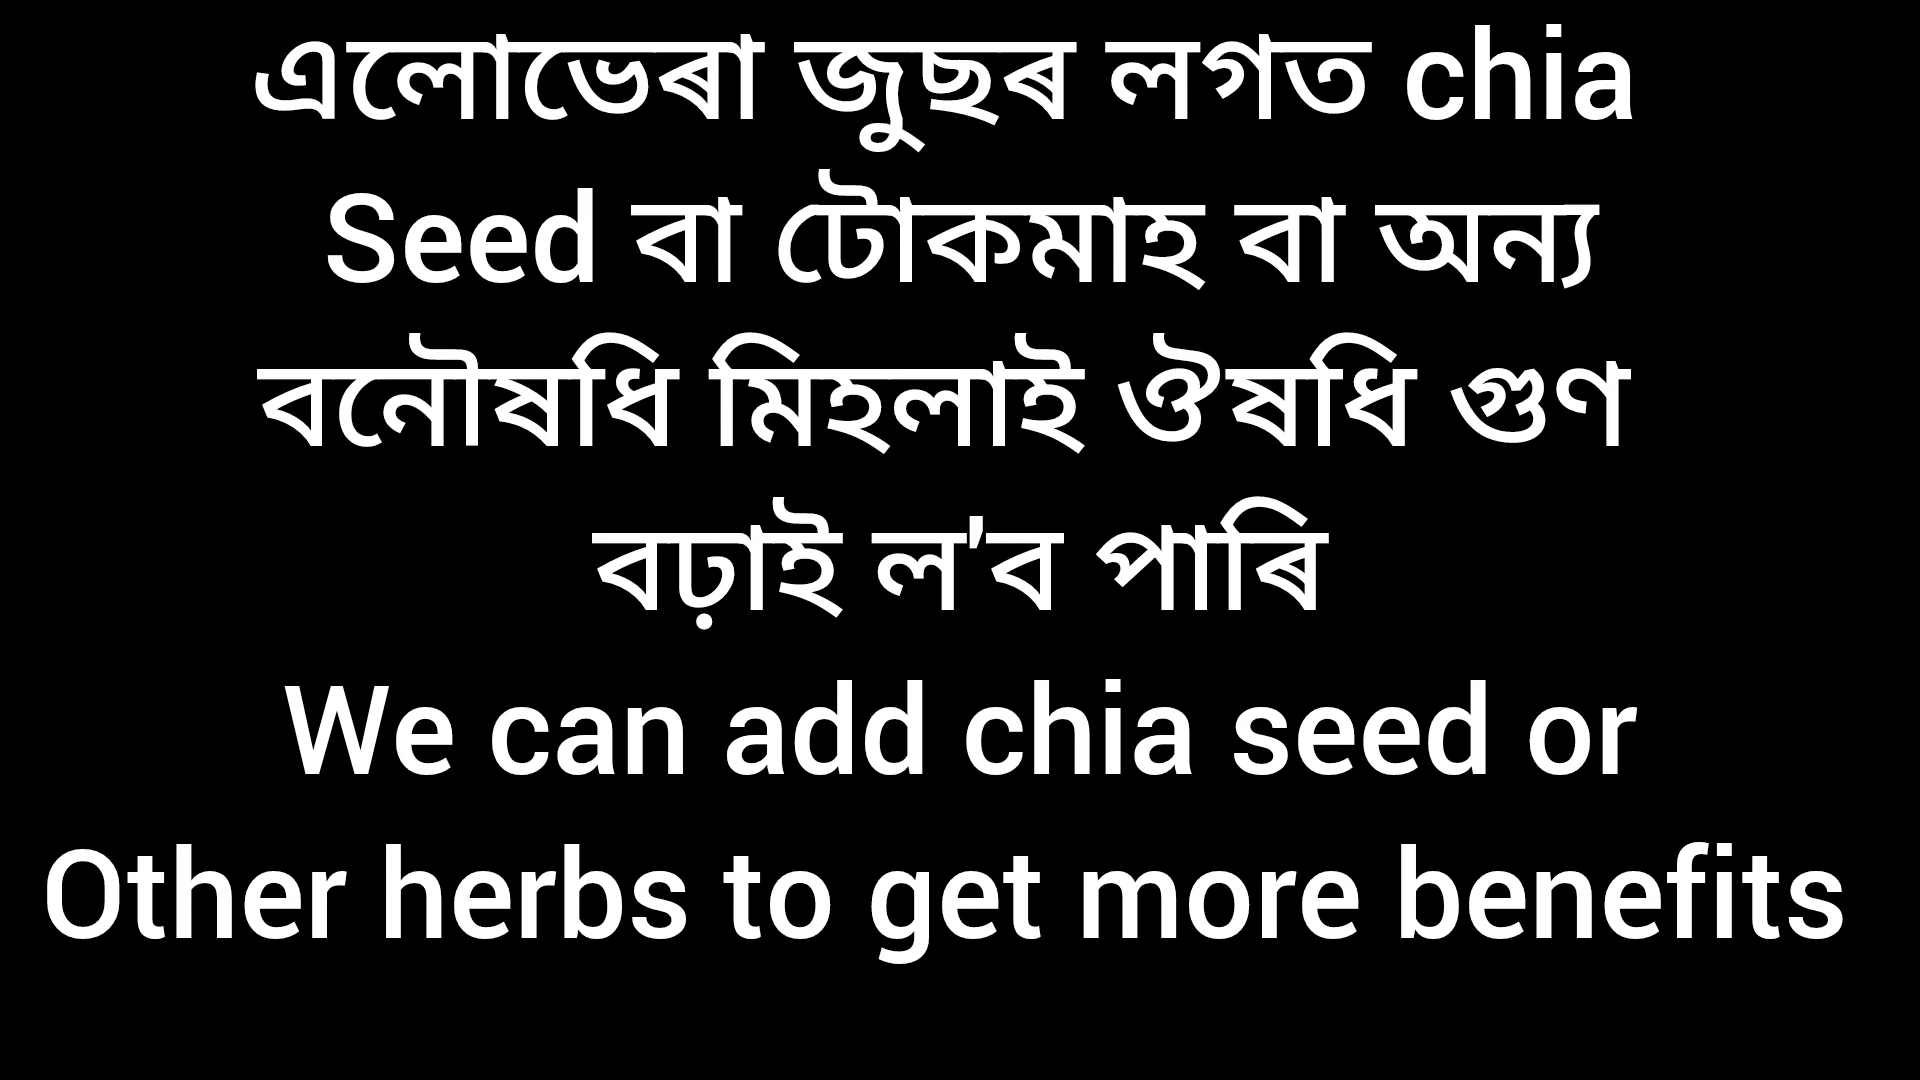 এলোভেৰা জুছৰ লগত chia
Seed বা টোকমাহ বা অন্য
বনৌষধি মিহলাই ঔষধি গুণ
বঢ়াই ল'ব পাৰি
We can add chia seed or
Other herbs to get more benefits